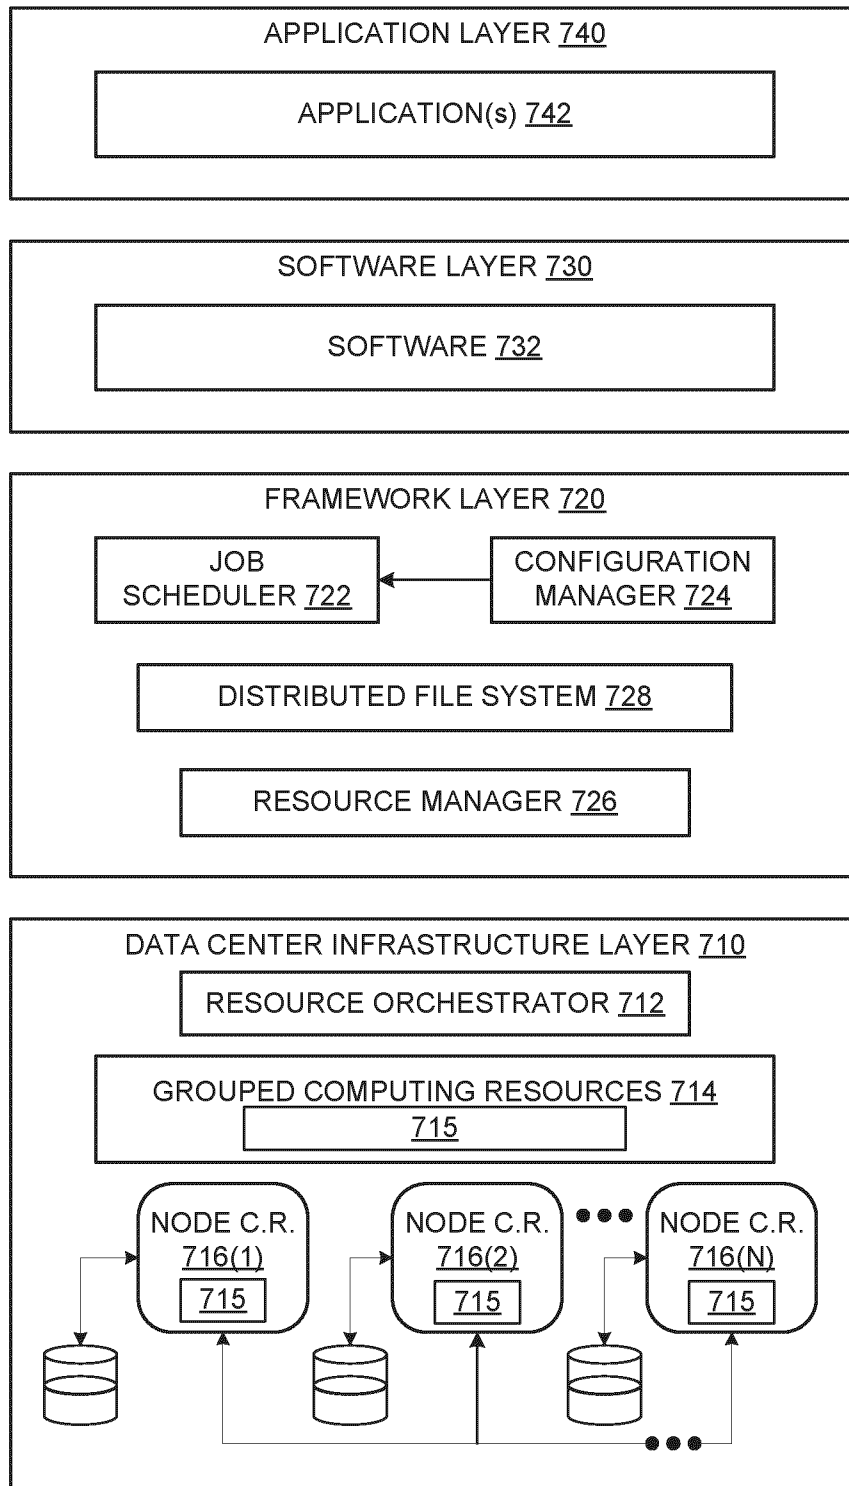 APPLICATION LAYER 740
APPLICATION(s) 742
SOFTWARE LAYER 730
SOFTWARE 732
FRAMEWORK LAYER 720
JOB
SCHEDULER 722
CONFIGURATION
MANAGER 724
DISTRIBUTED FILE SYSTEM 728
RESOURCE MANAGER 726
DATA CENTER INFRASTRUCTURE LAYER 710
RESOURCE ORCHESTRATOR 712
GROUPED COMPUTING RESOURCES 714
715
NODE C.R.
716(1)
715
NODE C.R.
716(2)
715
NODE C.R.
716(N)
715